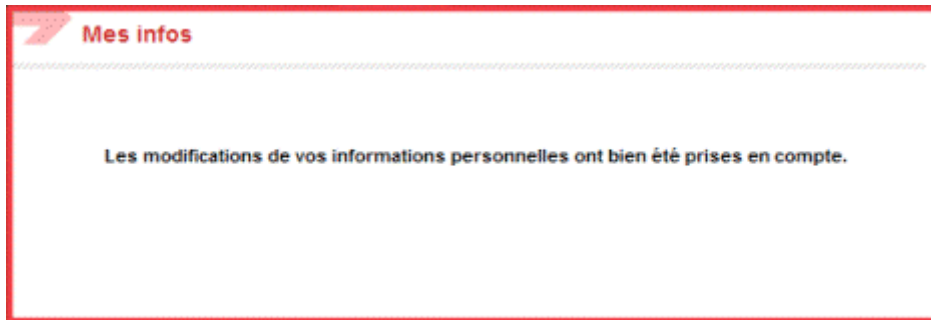 Mes infos
Les modifications de vos informations personnelles ont bien été prises en compte.